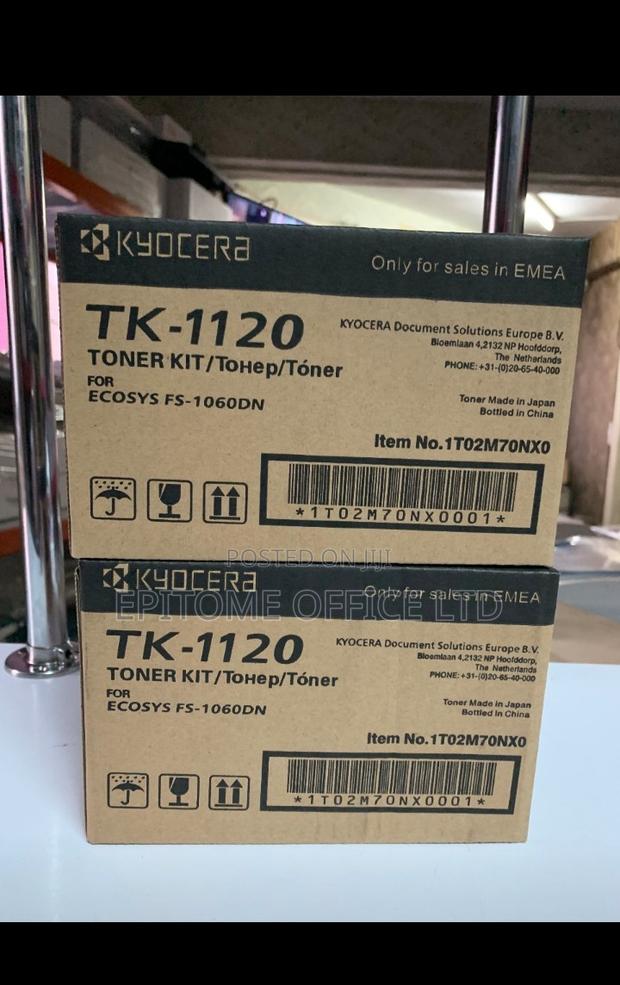 KYOCERA
Only for sales in EMEA
TK-1120
TONER KIT/Тонер/Tóner
FOR
ECOSYS FS-1060DN
KYOCERA Document Solutions Europe B.V.
Bloemlaan 4,2132 NP Hoofddorp,
The Netherlands
PHONE: +31-(0)20-65-40-000
Toner Made in Japan
Bottled in China
Item No.1T02M70NX0
*1T02M70NX0001*
POSTED ON JIJI
EPITOME OFFICE LTD
KYOCERA
Only for sales in EMEA
TK-1120
TONER KIT/Тонер/Tóner
FOR
ECOSYS FS-1060DN
KYOCERA Document Solutions Europe B.V.
Bloemlaan 4,2132 NP Hoofddorp,
The Netherlands
PHONE: +31-(0)20-65-40-000
Toner Made in Japan
Bottled in China
Item No.1T02M70NX0
*1T02M70NX0001*